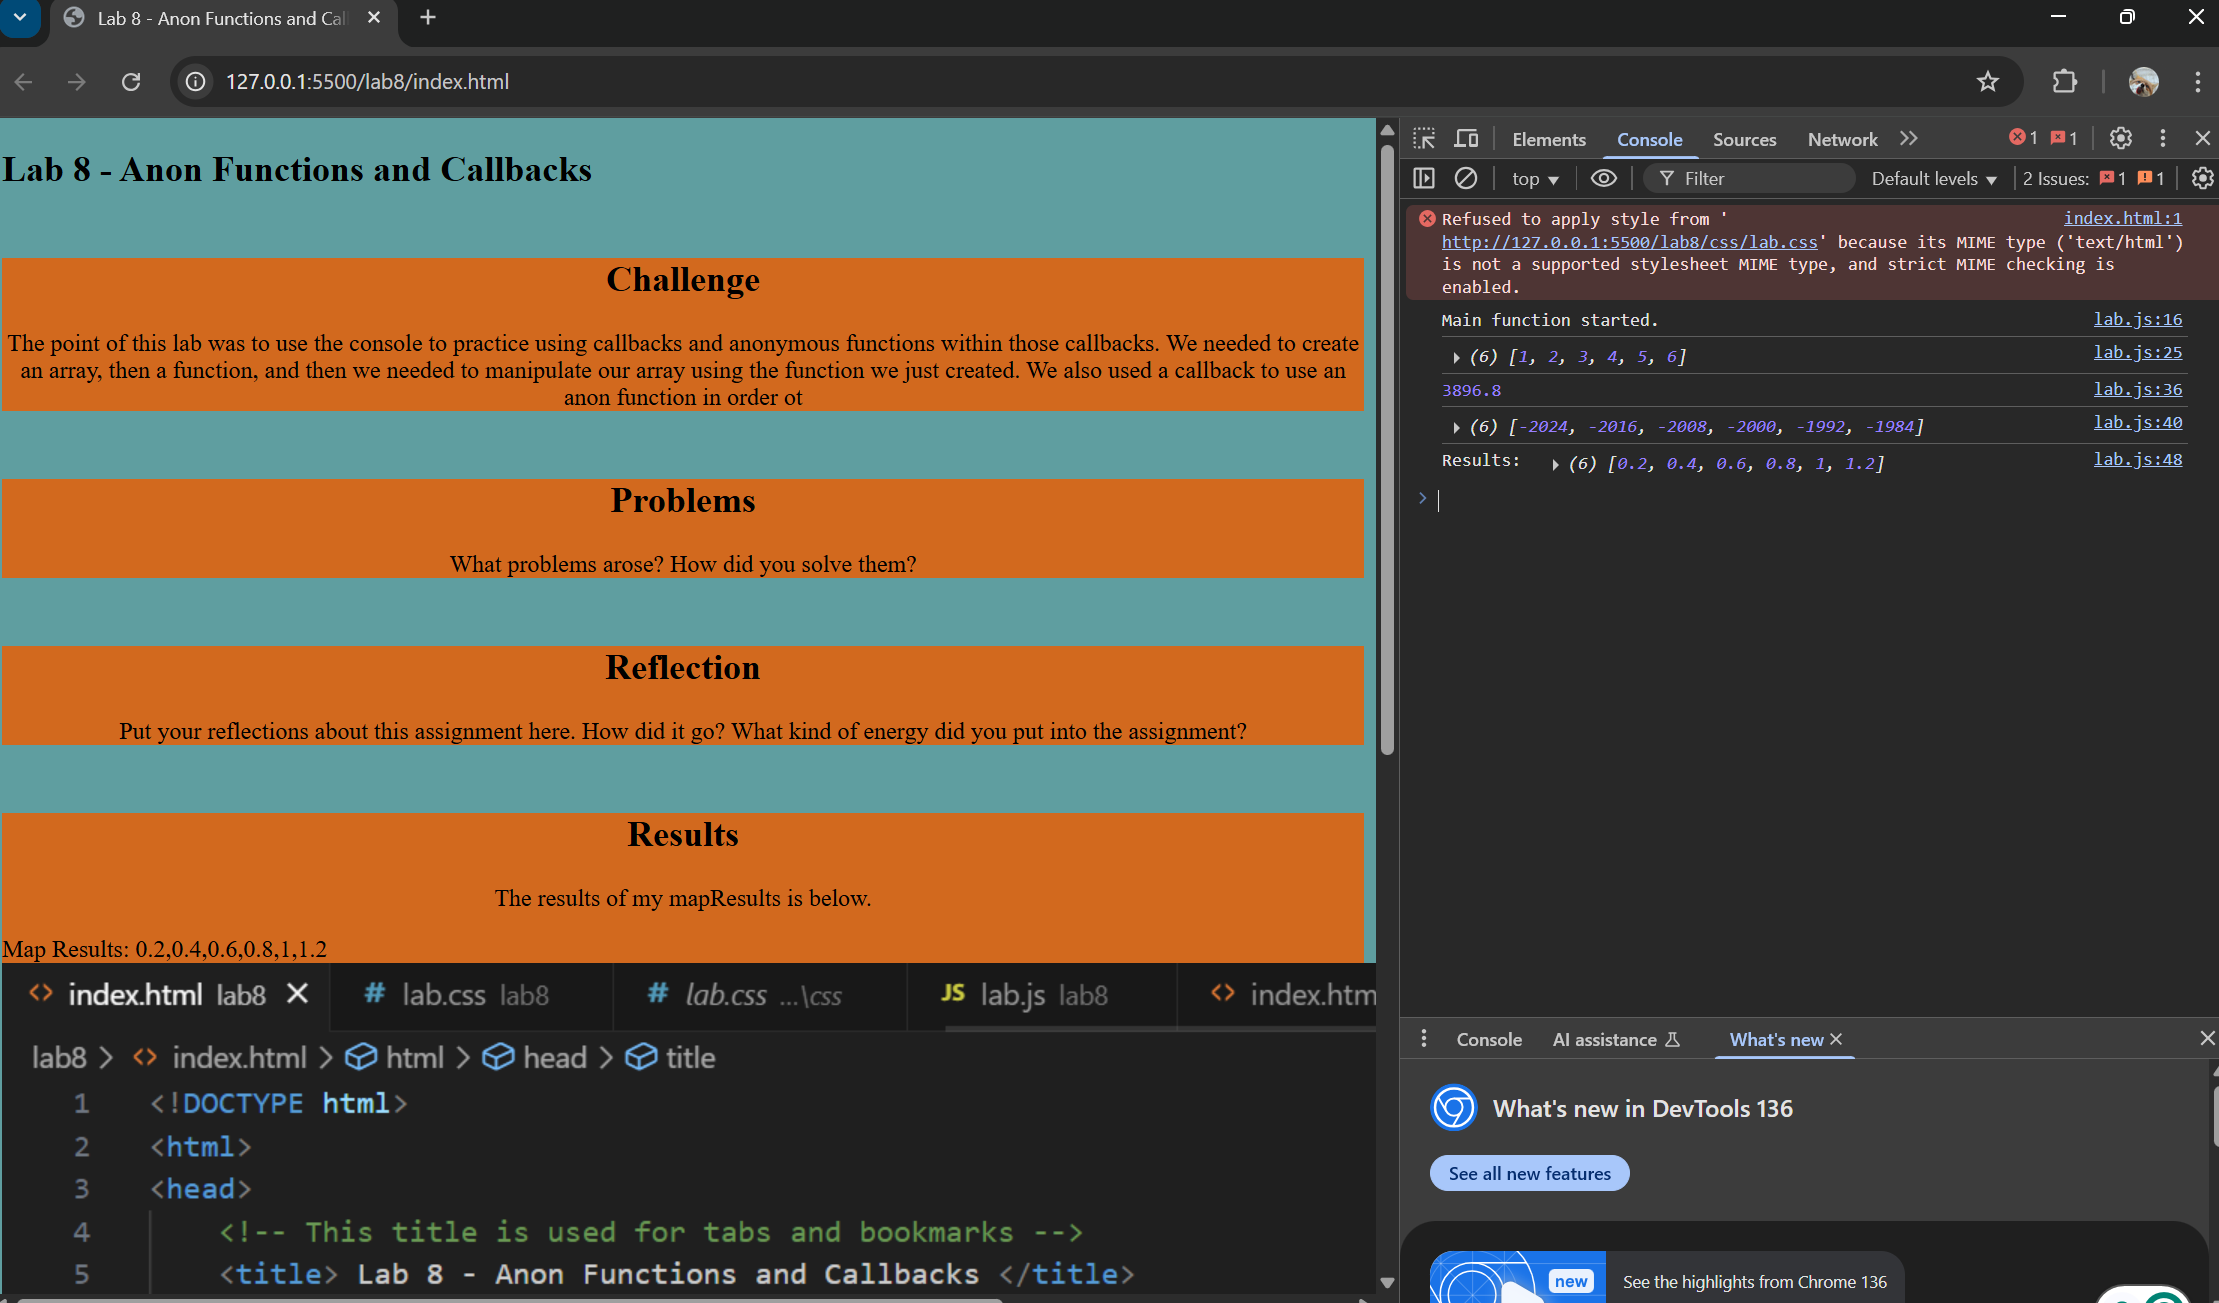 Lab 8 - Anon Functions and Cal
127.0.0.1:5500/lab8/index.html
Lab 8 - Anon Functions and Callbacks
Challenge
The point of this lab was to use the console to practice using callbacks and anonymous functions within those callbacks. We needed to create
an array, then a function, and then we needed to manipulate our array using the function we just created. We also used a callback to use an
anon function in order ot
Problems
What problems arose? How did you solve them?
Reflection
Put your reflections about this assignment here. How did it go? What kind of energy did you put into the assignment?
Results
The results of my mapResults is below.
Map Results: 0.2,0.4,0.6,0.8,1,1.2
index.html lab8 # lab.css lab8 # lab.css ...\css JS lab.js lab8 <> index.htm
lab8 > <> index.html > html > head > title
1 <!DOCTYPE html>
2 <html>
3 <head>
4 <!-- This title is used for tabs and bookmarks -->
5 <title> Lab 8 - Anon Functions and Callbacks </title>
Elements Console Sources Network >> 1 1
top Filter Default levels 2 Issues: 1 1
Refused to apply style from ' index.html:1
http://127.0.0.1:5500/lab8/css/lab.css' because its MIME type ('text/html')
is not a supported stylesheet MIME type, and strict MIME checking is
enabled.
Main function started. lab.js:16
(6) [1, 2, 3, 4, 5, 6] lab.js:25
3896.8 lab.js:36
(6) [-2024, -2016, -2008, -2000, -1992, -1984] lab.js:40
Results: (6) [0.2, 0.4, 0.6, 0.8, 1, 1.2] lab.js:48
>
Console AI assistance What's new
What's new in DevTools 136
See all new features
new See the highlights from Chrome 136